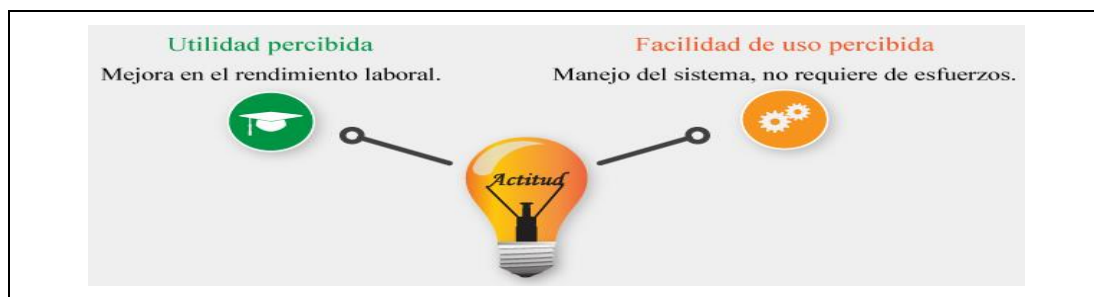 Utilidad percibida
Mejora en el rendimiento laboral.
Facilidad de uso percibida
Manejo del sistema, no requiere de esfuerzos.
Actitud